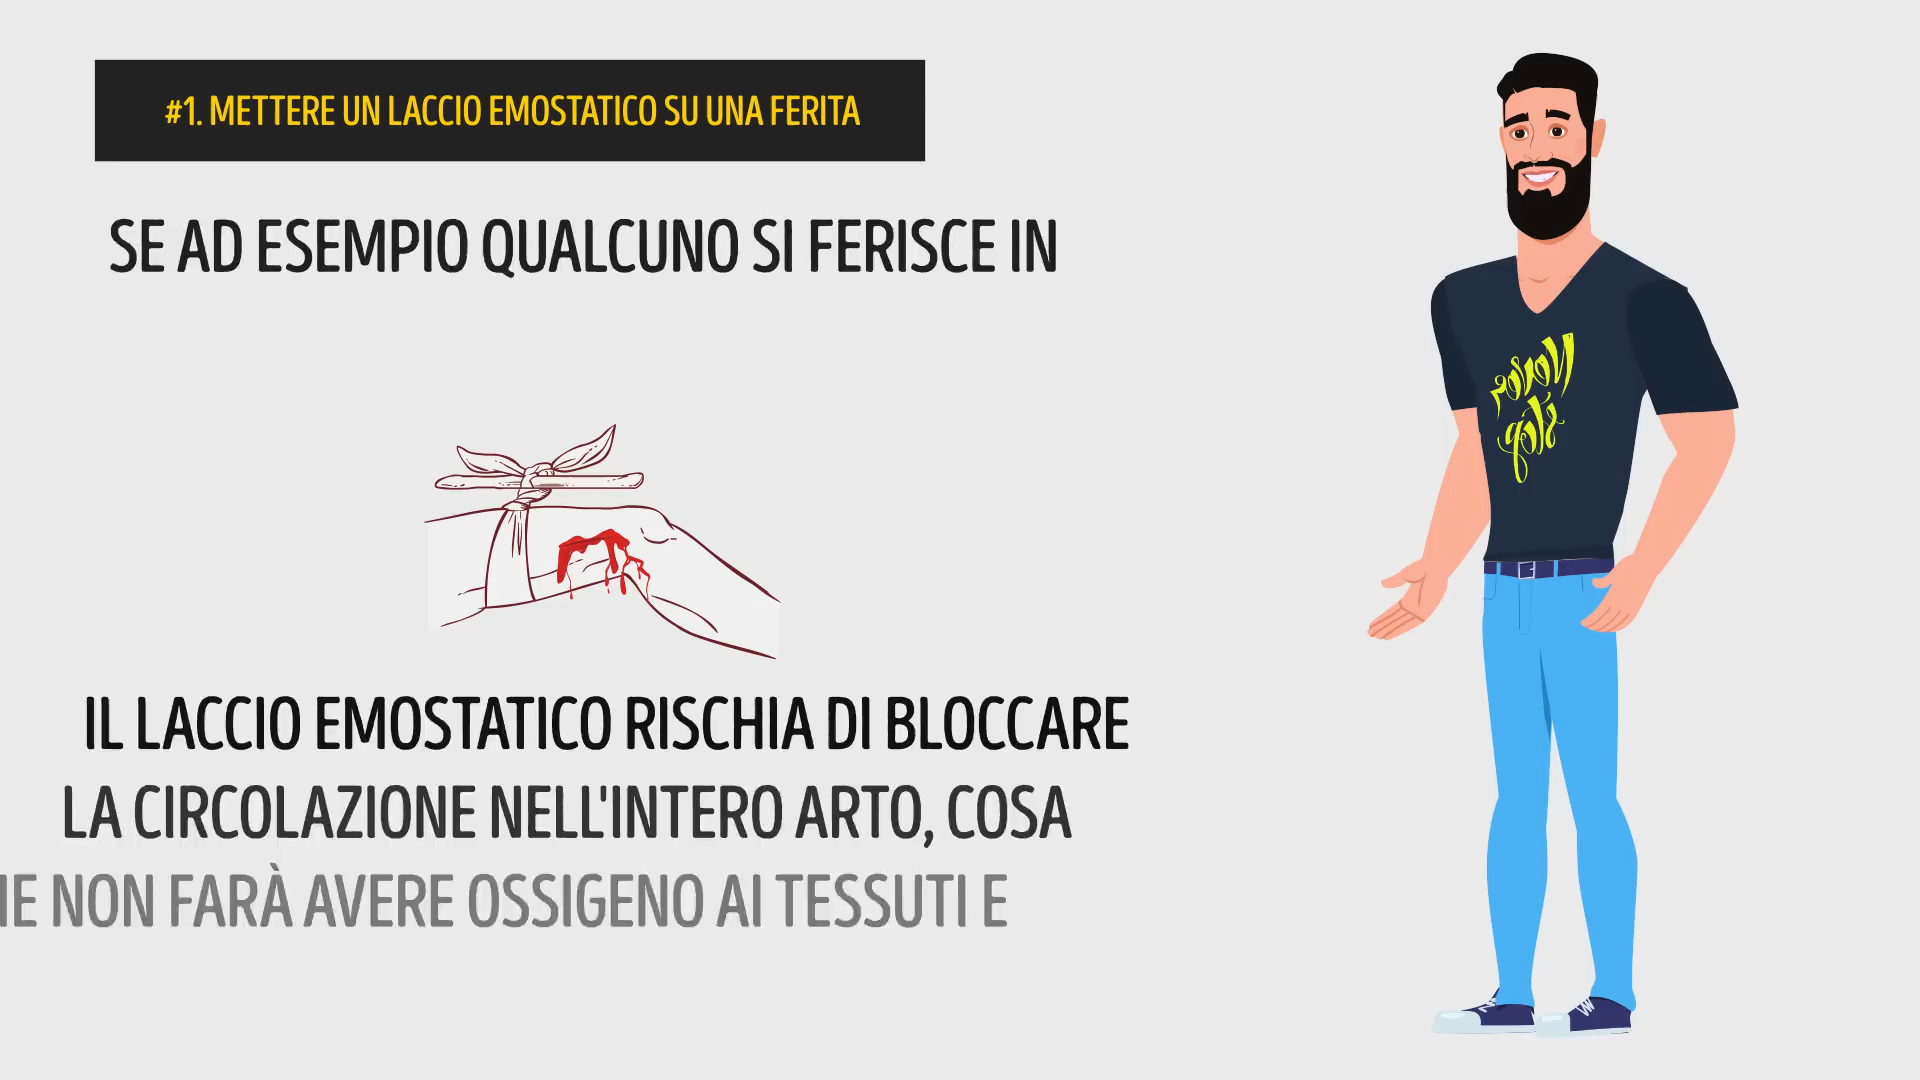 #1. METTERE UN LACCIO EMOSTATICO SU UNA FERITA
SE AD ESEMPIO QUALCUNO SI FERISCE IN
IL LACCIO EMOSTATICO RISCHIA DI BLOCCARE
LA CIRCOLAZIONE NELL'INTERO ARTO, COSA
NON FARÀ AVERE OSSIGENO AI TESSUTI E